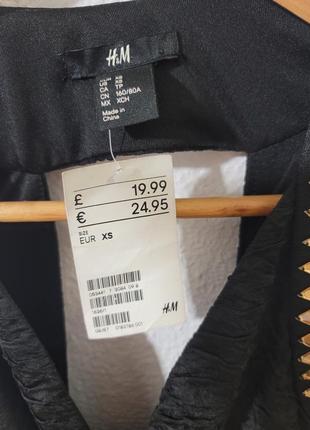 H&M
EUR XS
US XS
CA TP
CN 160/80A
MX XCH
Made in
China
£ 19.99
€ 24.95
SIZE
EUR XS
H&M